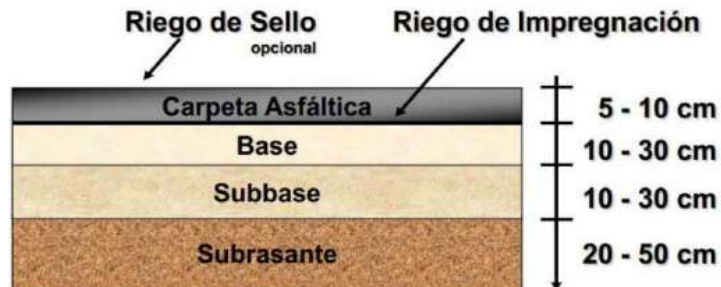 Riego de Sello
opcional
Riego de Impregnación
Carpeta Asfáltica
5 - 10 cm
Base
10 - 30 cm
Subbase
10 - 30 cm
Subrasante
20 - 50 cm